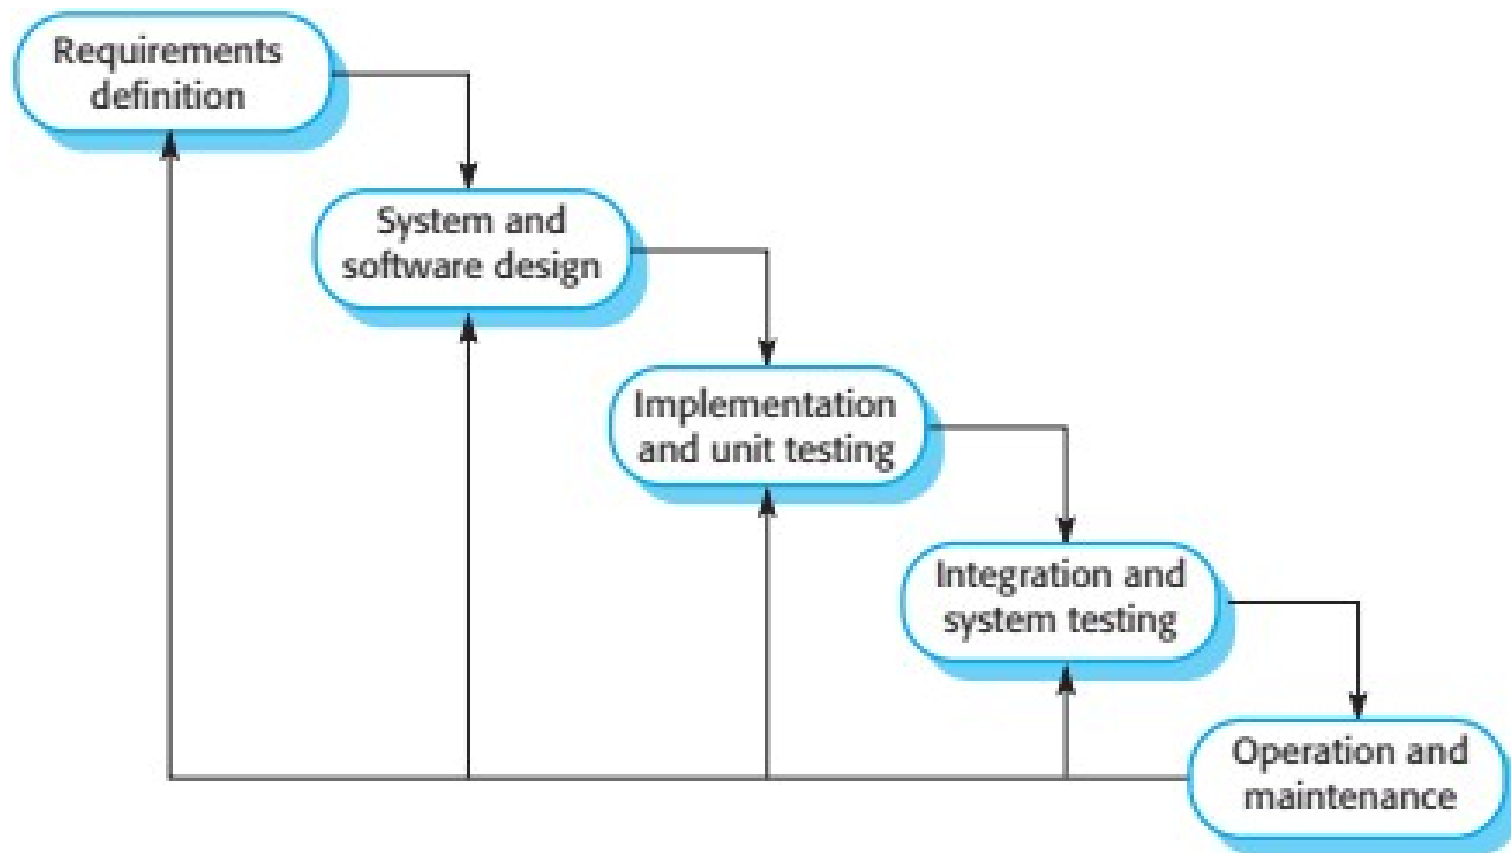 Requirements
definition
System and
software design
Implementation
and unit testing
Integration and
system testing
Operation and
maintenance